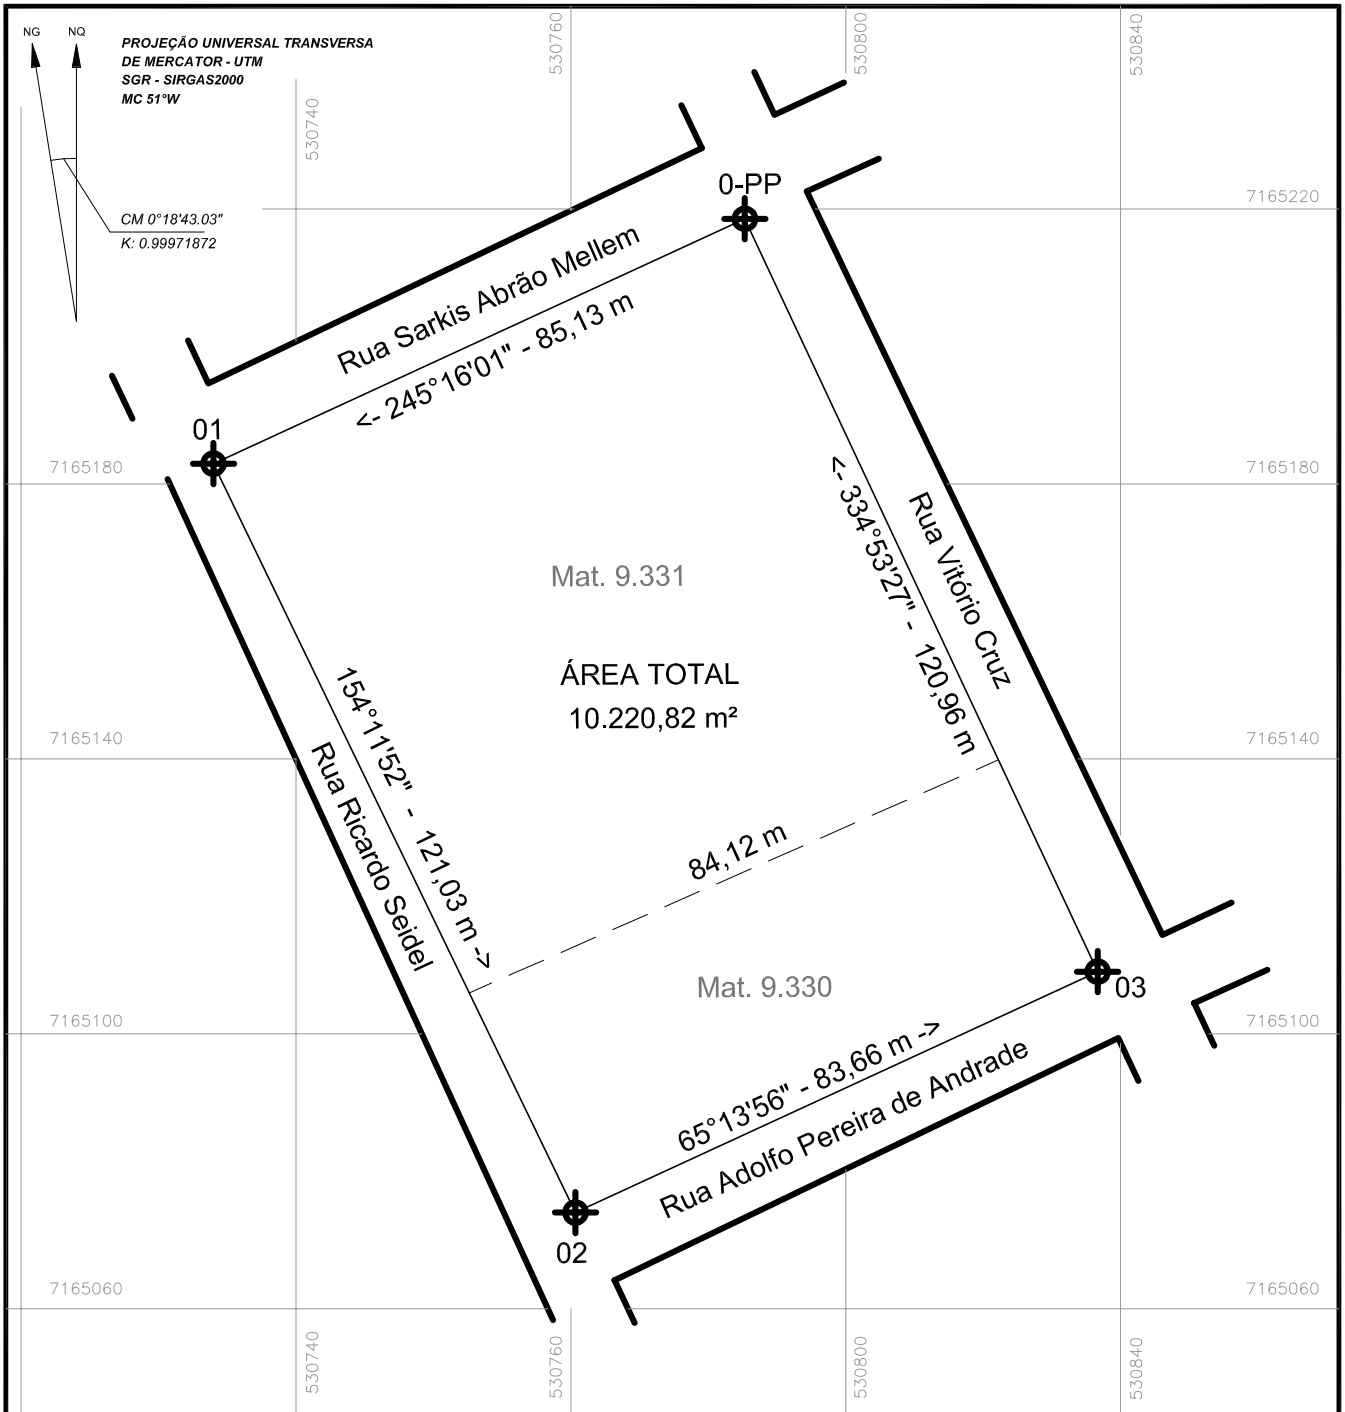 NG NQ
PROJEÇÃO UNIVERSAL TRANSVERSA
DE MERCATOR - UTM
SGR - SIRGAS2000
MC 51°W
CM 0°18'43.03"
K: 0.99971872
530740
530760
530800
530840
7165220
0-PP
Rua Sarkis Abrão Mellem
<- 245°16'01" - 85,13 m
01
7165180
7165180
<- 334°53'27" - 120,96 m
Rua Vitório Cruz
Mat. 9.331
ÁREA TOTAL
10.220,82 m²
154°11'52" - 121,03 m ->
Rua Ricardo Seidel
7165140
7165140
84,12 m
Mat. 9.330
03
7165100
7165100
65°13'56" - 83,66 m ->
Rua Adolfo Pereira de Andrade
02
7165060
7165060
530740
530760
530800
530840